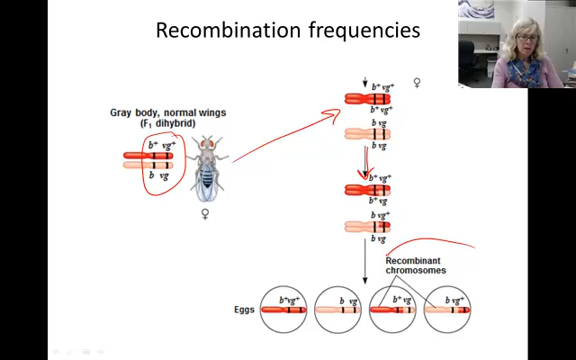 Recombination frequencies
Gray body, normal wings
(F1 dihybrid)
b+ vg+
b vg
♀
b+ vg+
♀
b+ vg+
b vg
b vg
b+ vg+
b+ vg
b vg+
b vg
Recombinant
chromosomes
Eggs
b+vg+
b vg
b+ vg
b vg+